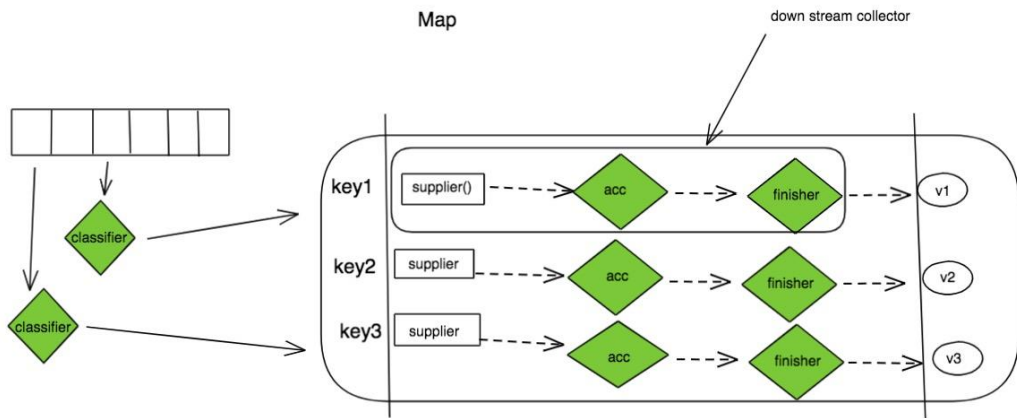 Map
down stream collector
key1
supplier()
acc
finisher
v1
classifier
key2
supplier
acc
finisher
v2
classifier
key3
supplier
acc
finisher
v3